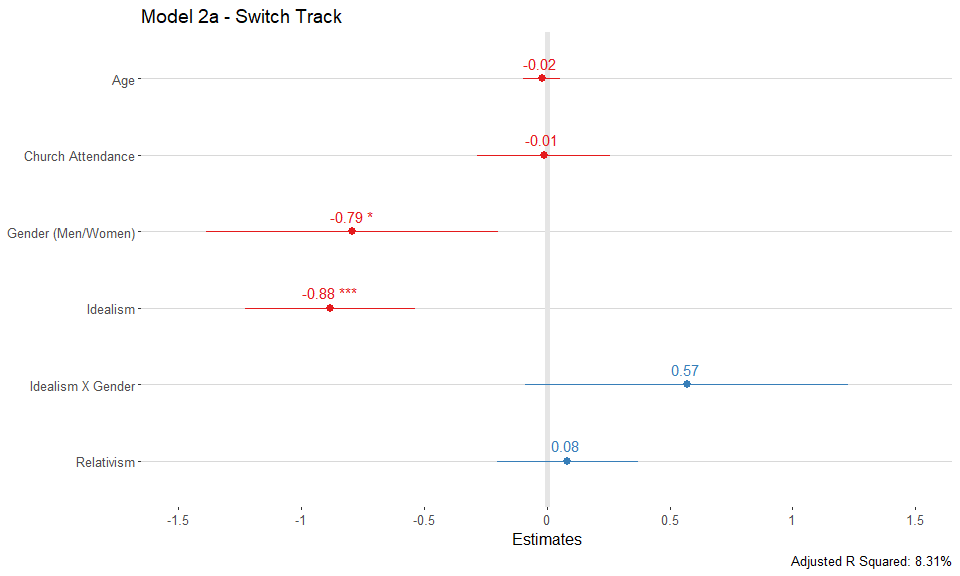 Model 2a - Switch Track
-0.02
Age
-0.01
Church Attendance
-0.79 *
Gender (Men/Women)
-0.88 ***
Idealism
0.57
Idealism X Gender
0.08
Relativism
-1.5 -1 -0.5 0 0.5 1 1.5
Estimates
Adjusted R Squared: 8.31%